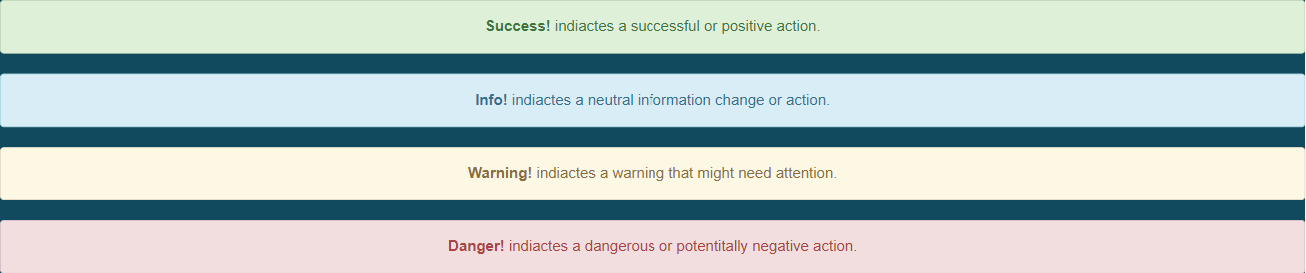 Success! indiactes a successful or positive action.
Info! indiactes a neutral information change or action.
Warning! indiactes a warning that might need attention.
Danger! indiactes a dangerous or potentitally negative action.